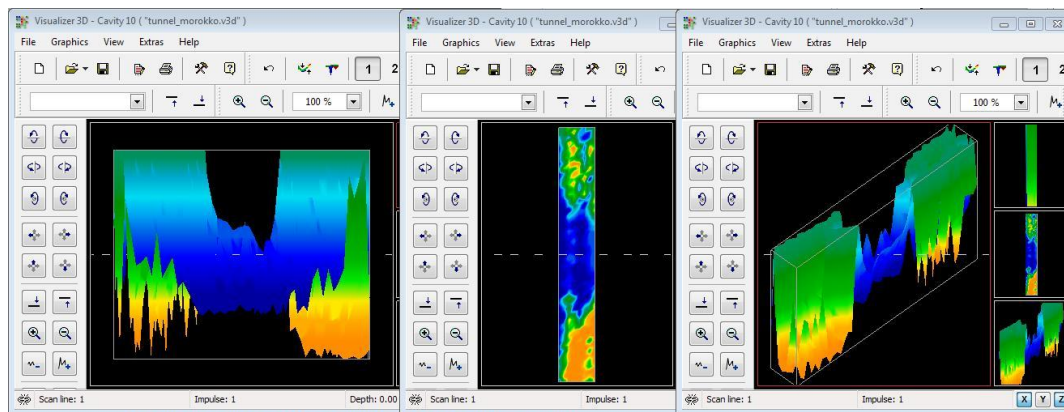 Visualizer 3D - Cavity 10 ( "tunnel_morokko.v3d" )
File Graphics View Extras Help
1 2
100 %
M+
M+
Scan line: 1 Impulse: 1 Depth: 0.00
Visualizer 3D - Cavity 10 ( "tunnel_morokko.v3d" )
File Graphics View Extras Help
M+
Scan line: 1
Visualizer 3D - Cavity 10 ( "tunnel_morokko.v3d" )
File Graphics View Extras Help
1 2
100 %
M+
M+
Scan line: 1 Impulse: 1 X Y Z